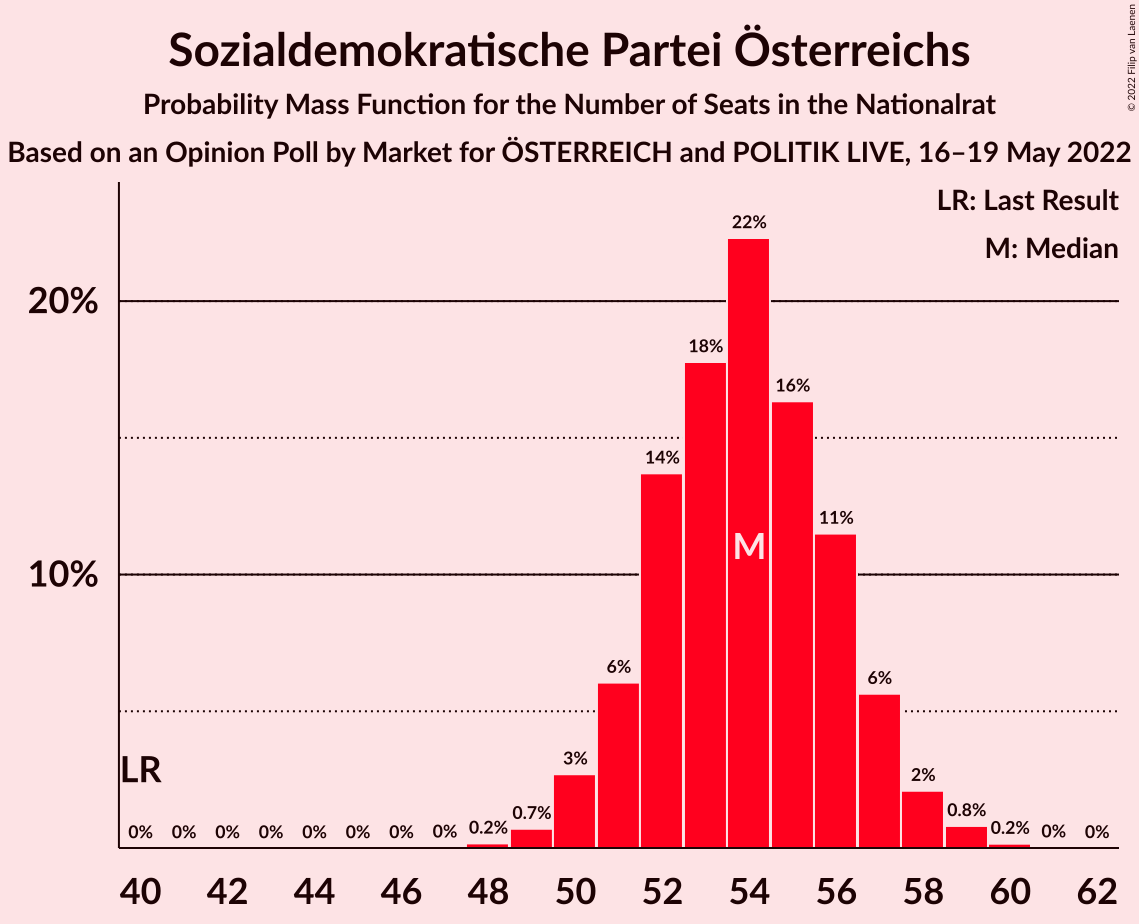 Sozialdemokratische Partei Österreichs
Probability Mass Function for the Number of Seats in the Nationalrat
Based on an Opinion Poll by Market for ÖSTERREICH and POLITIK LIVE, 16–19 May 2022
© 2022 Filip van Laenen
LR: Last Result
M: Median
22%
20%
18%
16%
14%
11%
M
10%
6%
6%
LR
3%
2%
0% 0% 0% 0% 0% 0% 0% 0% 0.2% 0.7% 0.8% 0.2% 0% 0%
40 42 44 46 48 50 52 54 56 58 60 62